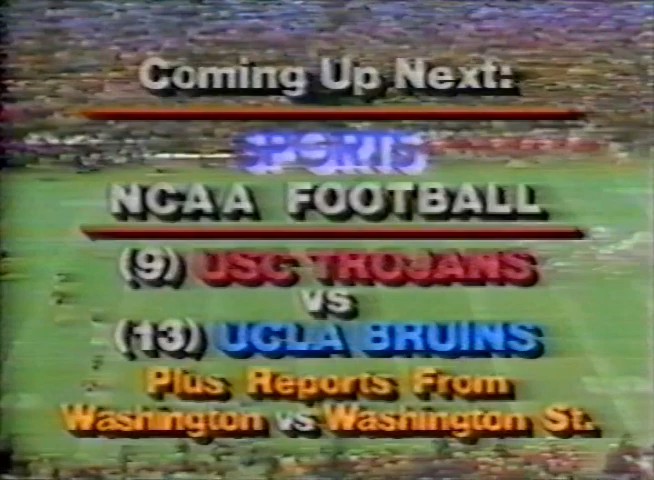 Coming Up Next:
SPORTS
NCAA FOOTBALL
(9) USC TROJANS
vs
(13) UCLA BRUINS
Plus Reports From
Washington vs Washington St.